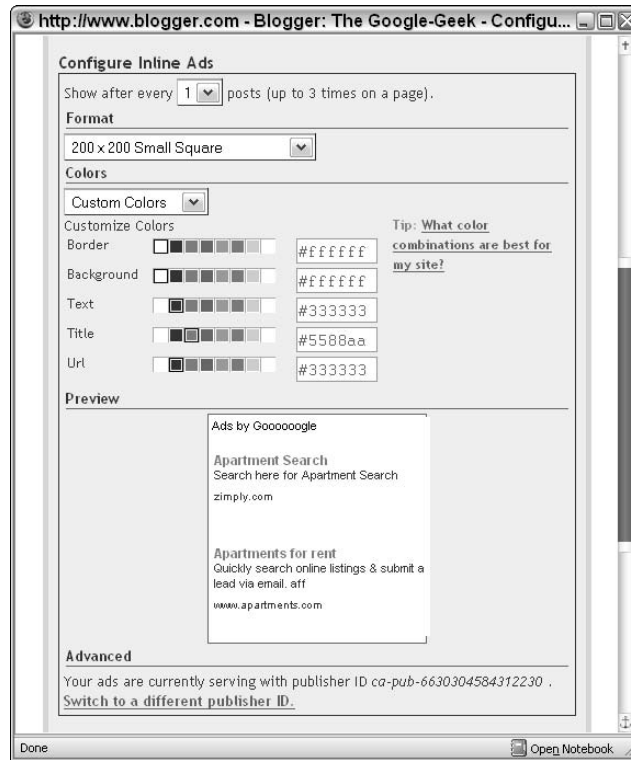 http://www.blogger.com - Blogger: The Google-Geek - Configu...
Configure Inline Ads
Show after every 1 posts (up to 3 times on a page).
Format
200 x 200 Small Square
Colors
Custom Colors
Customize Colors
Border #ffffff
Background #ffffff
Text #333333
Title #5588aa
Url #333333
Tip: What color
combinations are best for
my site?
Preview
Ads by Goooooogle
Apartment Search
Search here for Apartment Search
zimply.com
Apartments for rent
Quickly search online listings & submit a
lead via email. aff
www.apartments.com
Advanced
Your ads are currently serving with publisher ID ca-pub-6630304584312230 .
Switch to a different publisher ID.
Done
Open Notebook